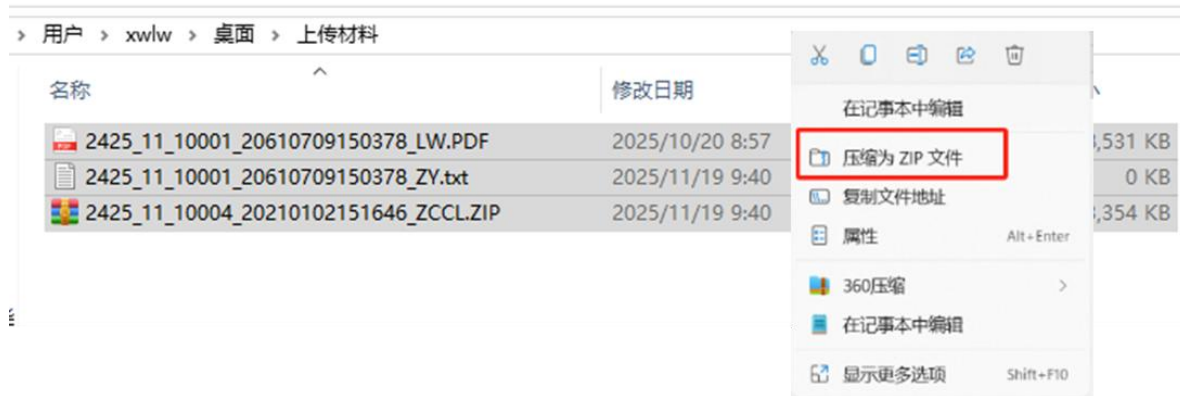 › 用户 › xwlw › 桌面 › 上传材料
名称
修改日期
2425_11_10001_20610709150378_LW.PDF 2025/10/20 8:57 ,531 KB
2425_11_10001_20610709150378_ZY.txt 2025/11/19 9:40 0 KB
2425_11_10004_20210102151646_ZCCL.ZIP 2025/11/19 9:40 ,354 KB
在记事本中编辑
压缩为 ZIP 文件
复制文件地址
属性 Alt+Enter
360压缩
在记事本中编辑
显示更多选项 Shift+F10